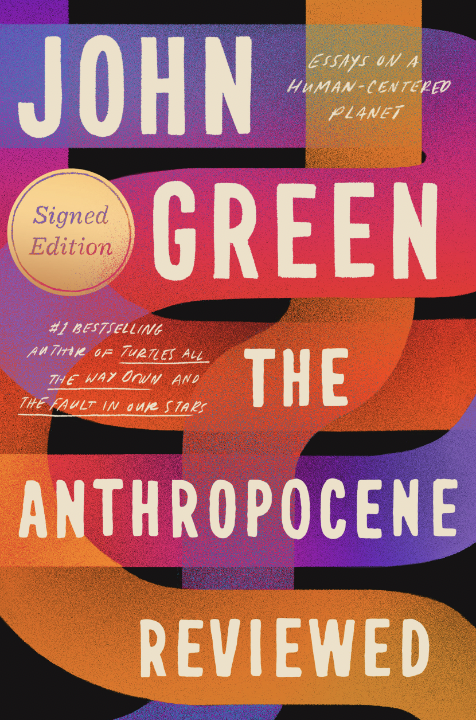 JOHN
ESSAYS ON A
HUMAN-CENTERED
PLANET
Signed
Edition
GREEN
#1 BESTSELLING
AUTHOR OF TURTLES ALL
THE WAY DOWN AND
THE FAULT IN OUR STARS
THE
ANTHROPOCENE
REVIEWED